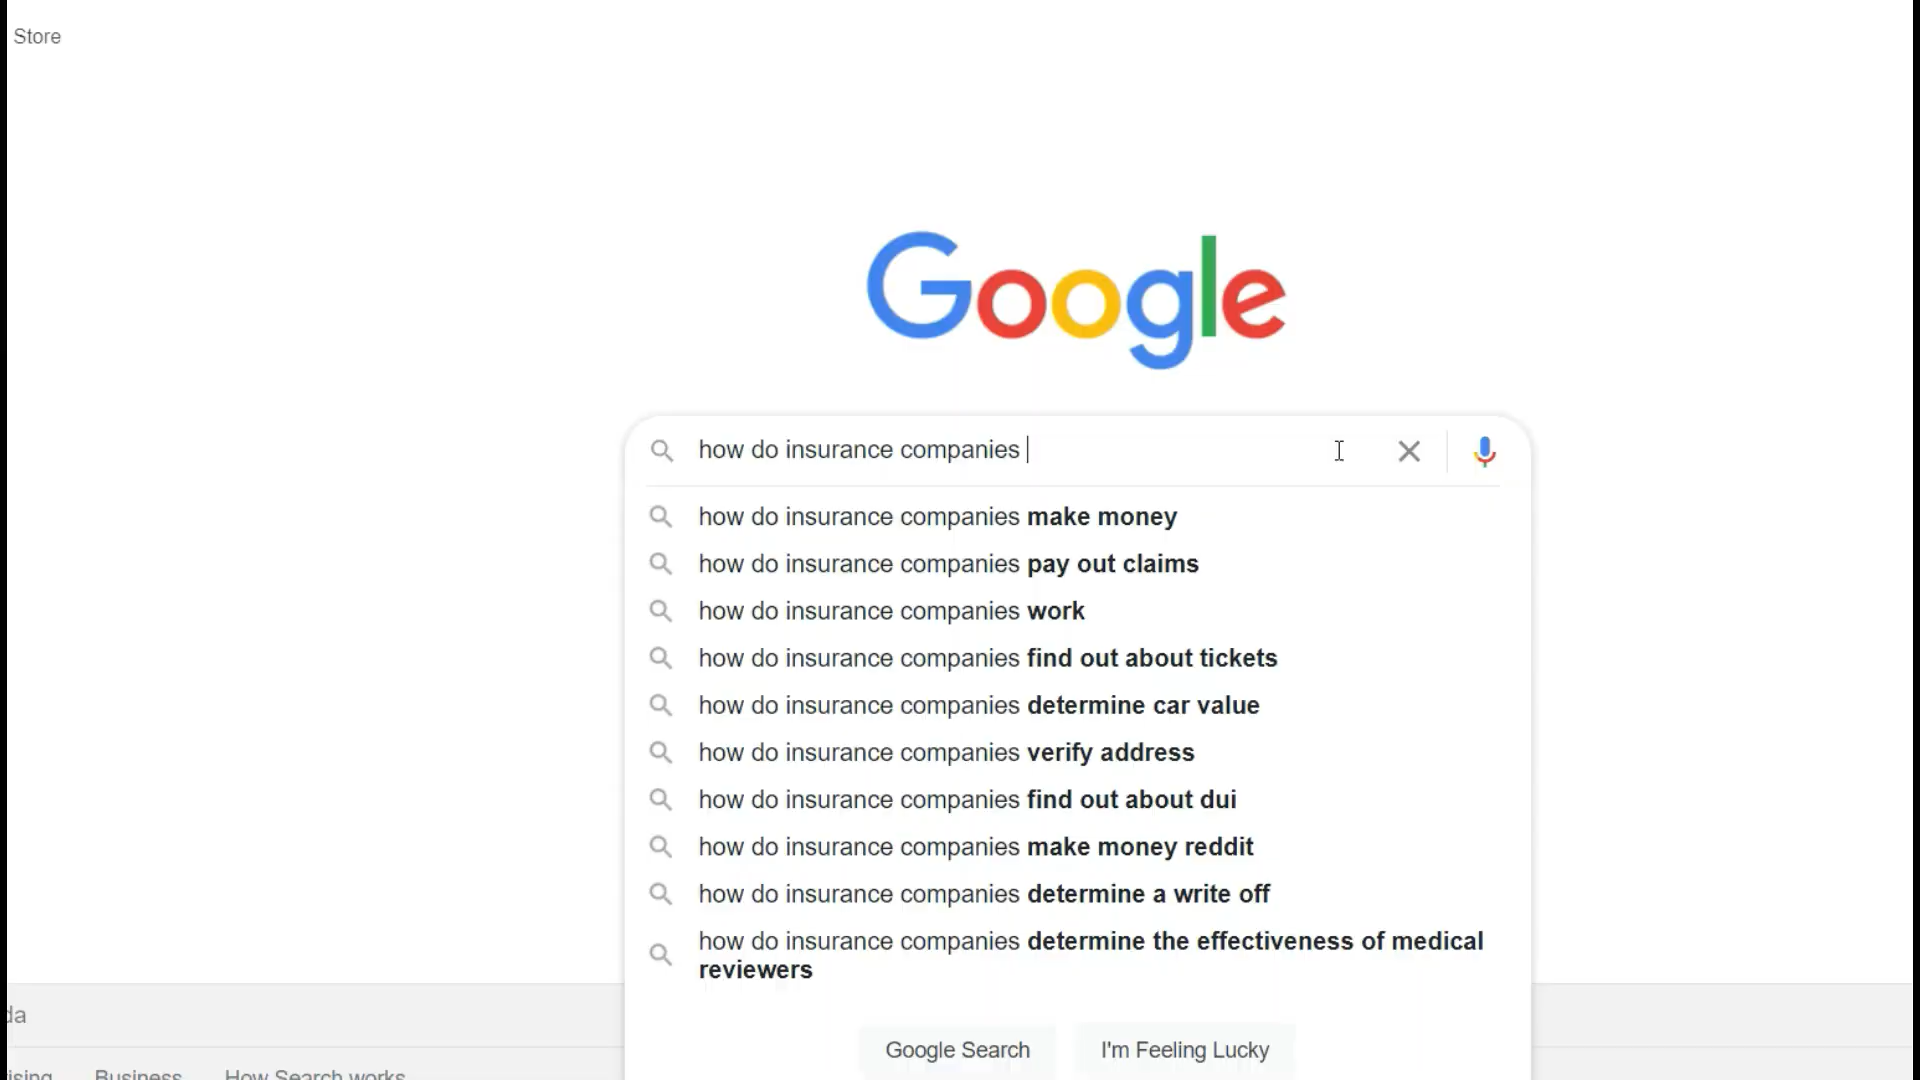 Store
Google
how do insurance companies
how do insurance companies make money
how do insurance companies pay out claims
how do insurance companies work
how do insurance companies find out about tickets
how do insurance companies determine car value
how do insurance companies verify address
how do insurance companies find out about dui
how do insurance companies make money reddit
how do insurance companies determine a write off
how do insurance companies determine the effectiveness of medical
reviewers
da
Google Search I'm Feeling Lucky
ising Business How Search works